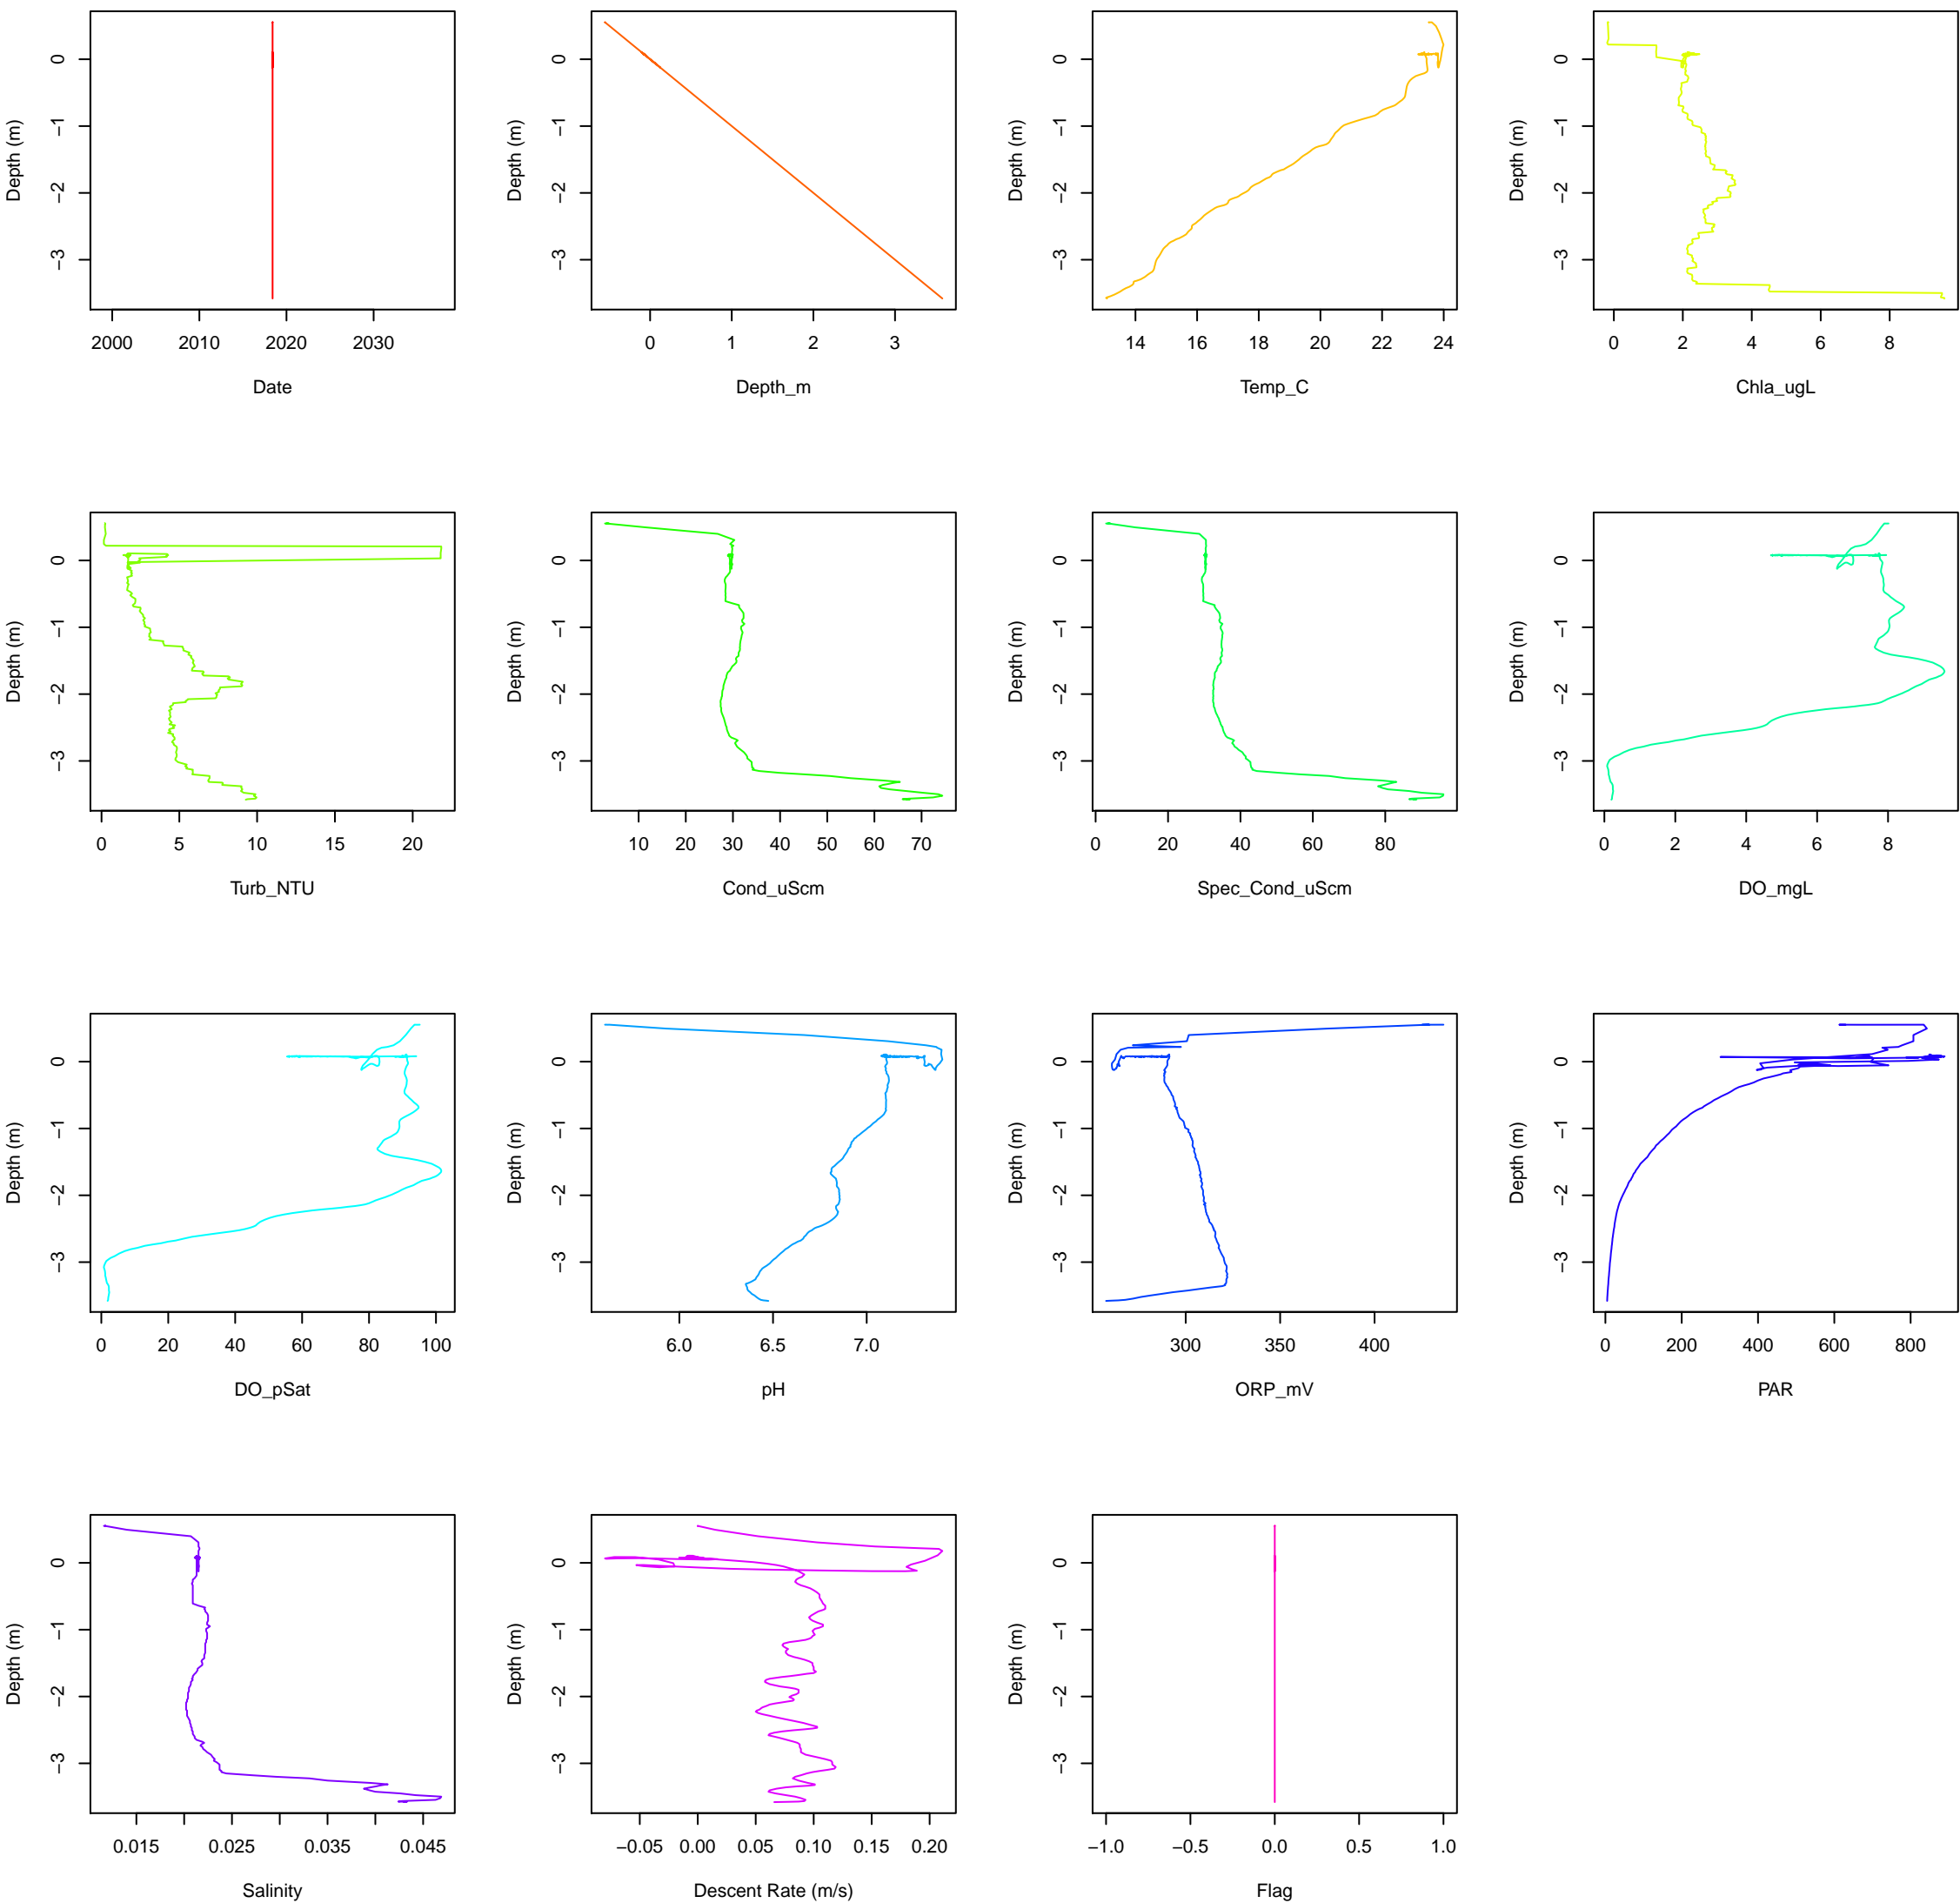 Depth (m)
0
−1
−2
−3
2000 2010 2020 2030
Date
Depth (m)
0
−1
−2
−3
0 1 2 3
Depth_m
Depth (m)
0
−1
−2
−3
14 16 18 20 22 24
Temp_C
Depth (m)
0
−1
−2
−3
0 2 4 6 8
Chla_ugL
Depth (m)
0
−1
−2
−3
0 5 10 15 20
Turb_NTU
Depth (m)
0
−1
−2
−3
10 20 30 40 50 60 70
Cond_uScm
Depth (m)
0
−1
−2
−3
0 20 40 60 80
Spec_Cond_uScm
Depth (m)
0
−1
−2
−3
0 2 4 6 8
DO_mgL
Depth (m)
0
−1
−2
−3
0 20 40 60 80 100
DO_pSat
Depth (m)
0
−1
−2
−3
6.0 6.5 7.0
pH
Depth (m)
0
−1
−2
−3
300 350 400
ORP_mV
Depth (m)
0
−1
−2
−3
0 200 400 600 800
PAR
Depth (m)
0
−1
−2
−3
0.015 0.025 0.035 0.045
Salinity
Depth (m)
0
−1
−2
−3
−0.05 0.00 0.05 0.10 0.15 0.20
Descent Rate (m/s)
Depth (m)
0
−1
−2
−3
−1.0 −0.5 0.0 0.5 1.0
Flag